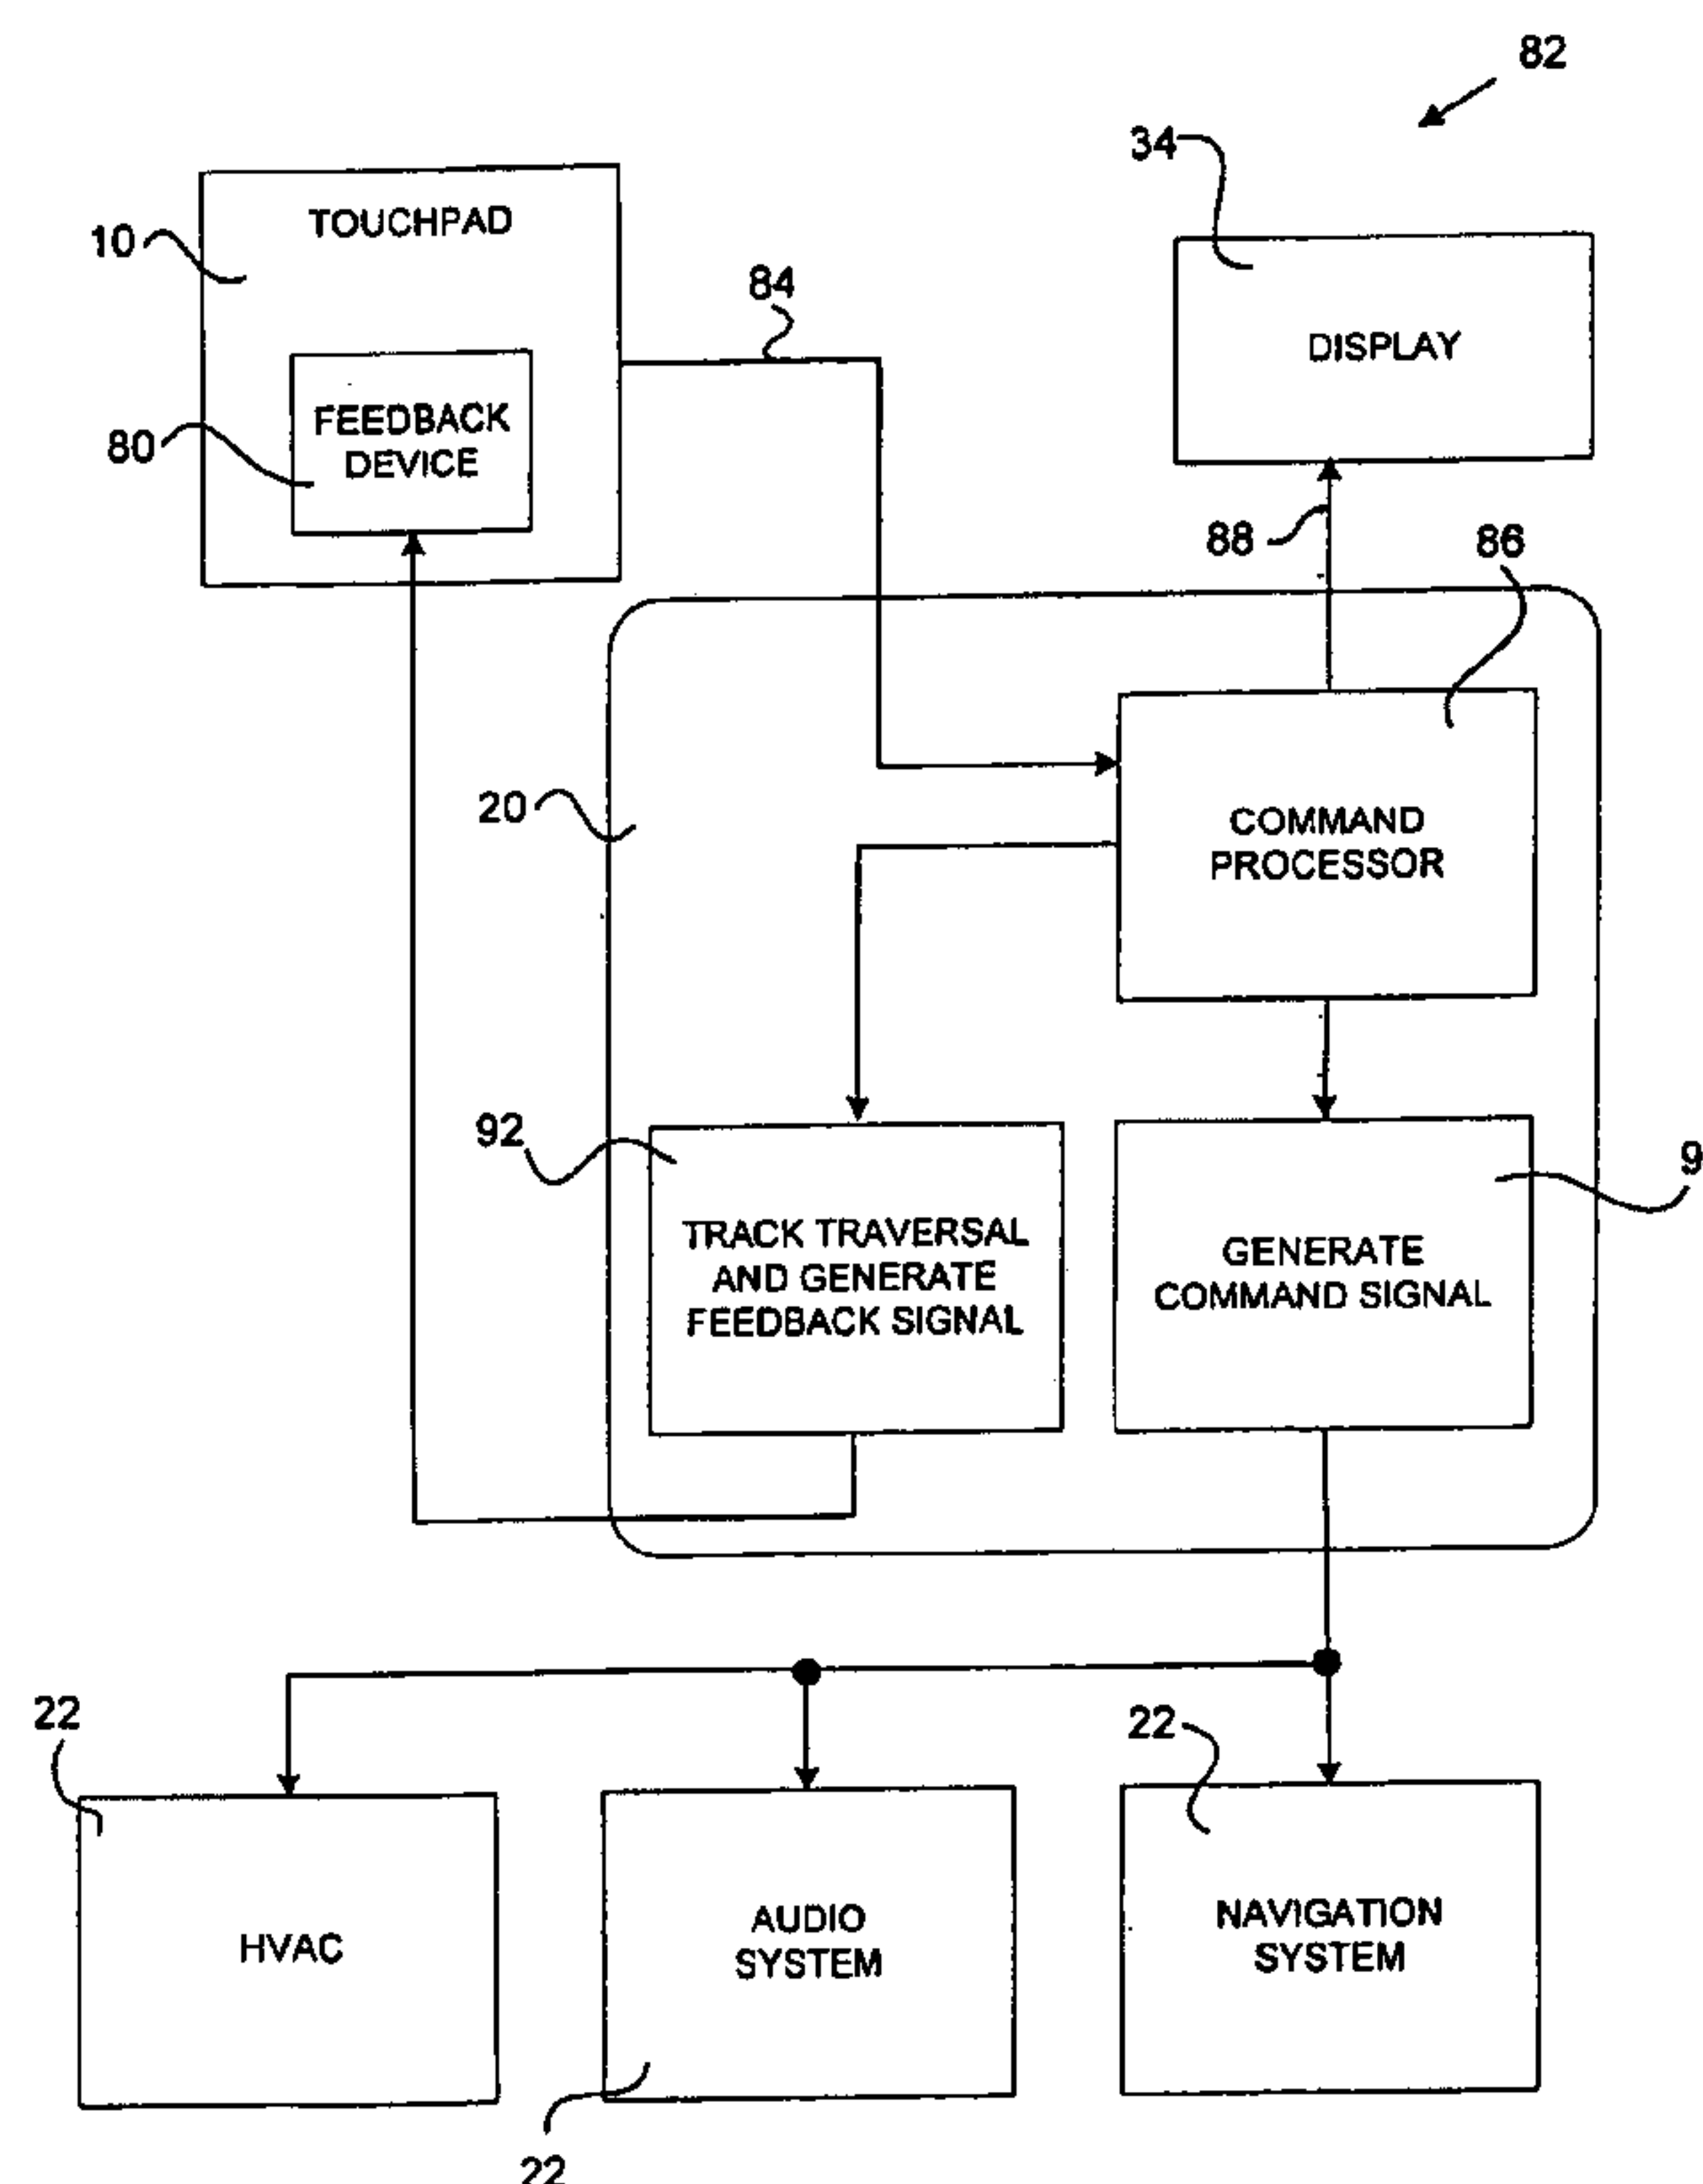 82
34
TOUCHPAD
10
84
DISPLAY
FEEDBACK
DEVICE
80
88
86
20
COMMAND
PROCESSOR
92
9
TRACK TRAVERSAL
AND GENERATE
FEEDBACK SIGNAL
GENERATE
COMMAND SIGNAL
22
22
HVAC
AUDIO
SYSTEM
NAVIGATION
SYSTEM
22